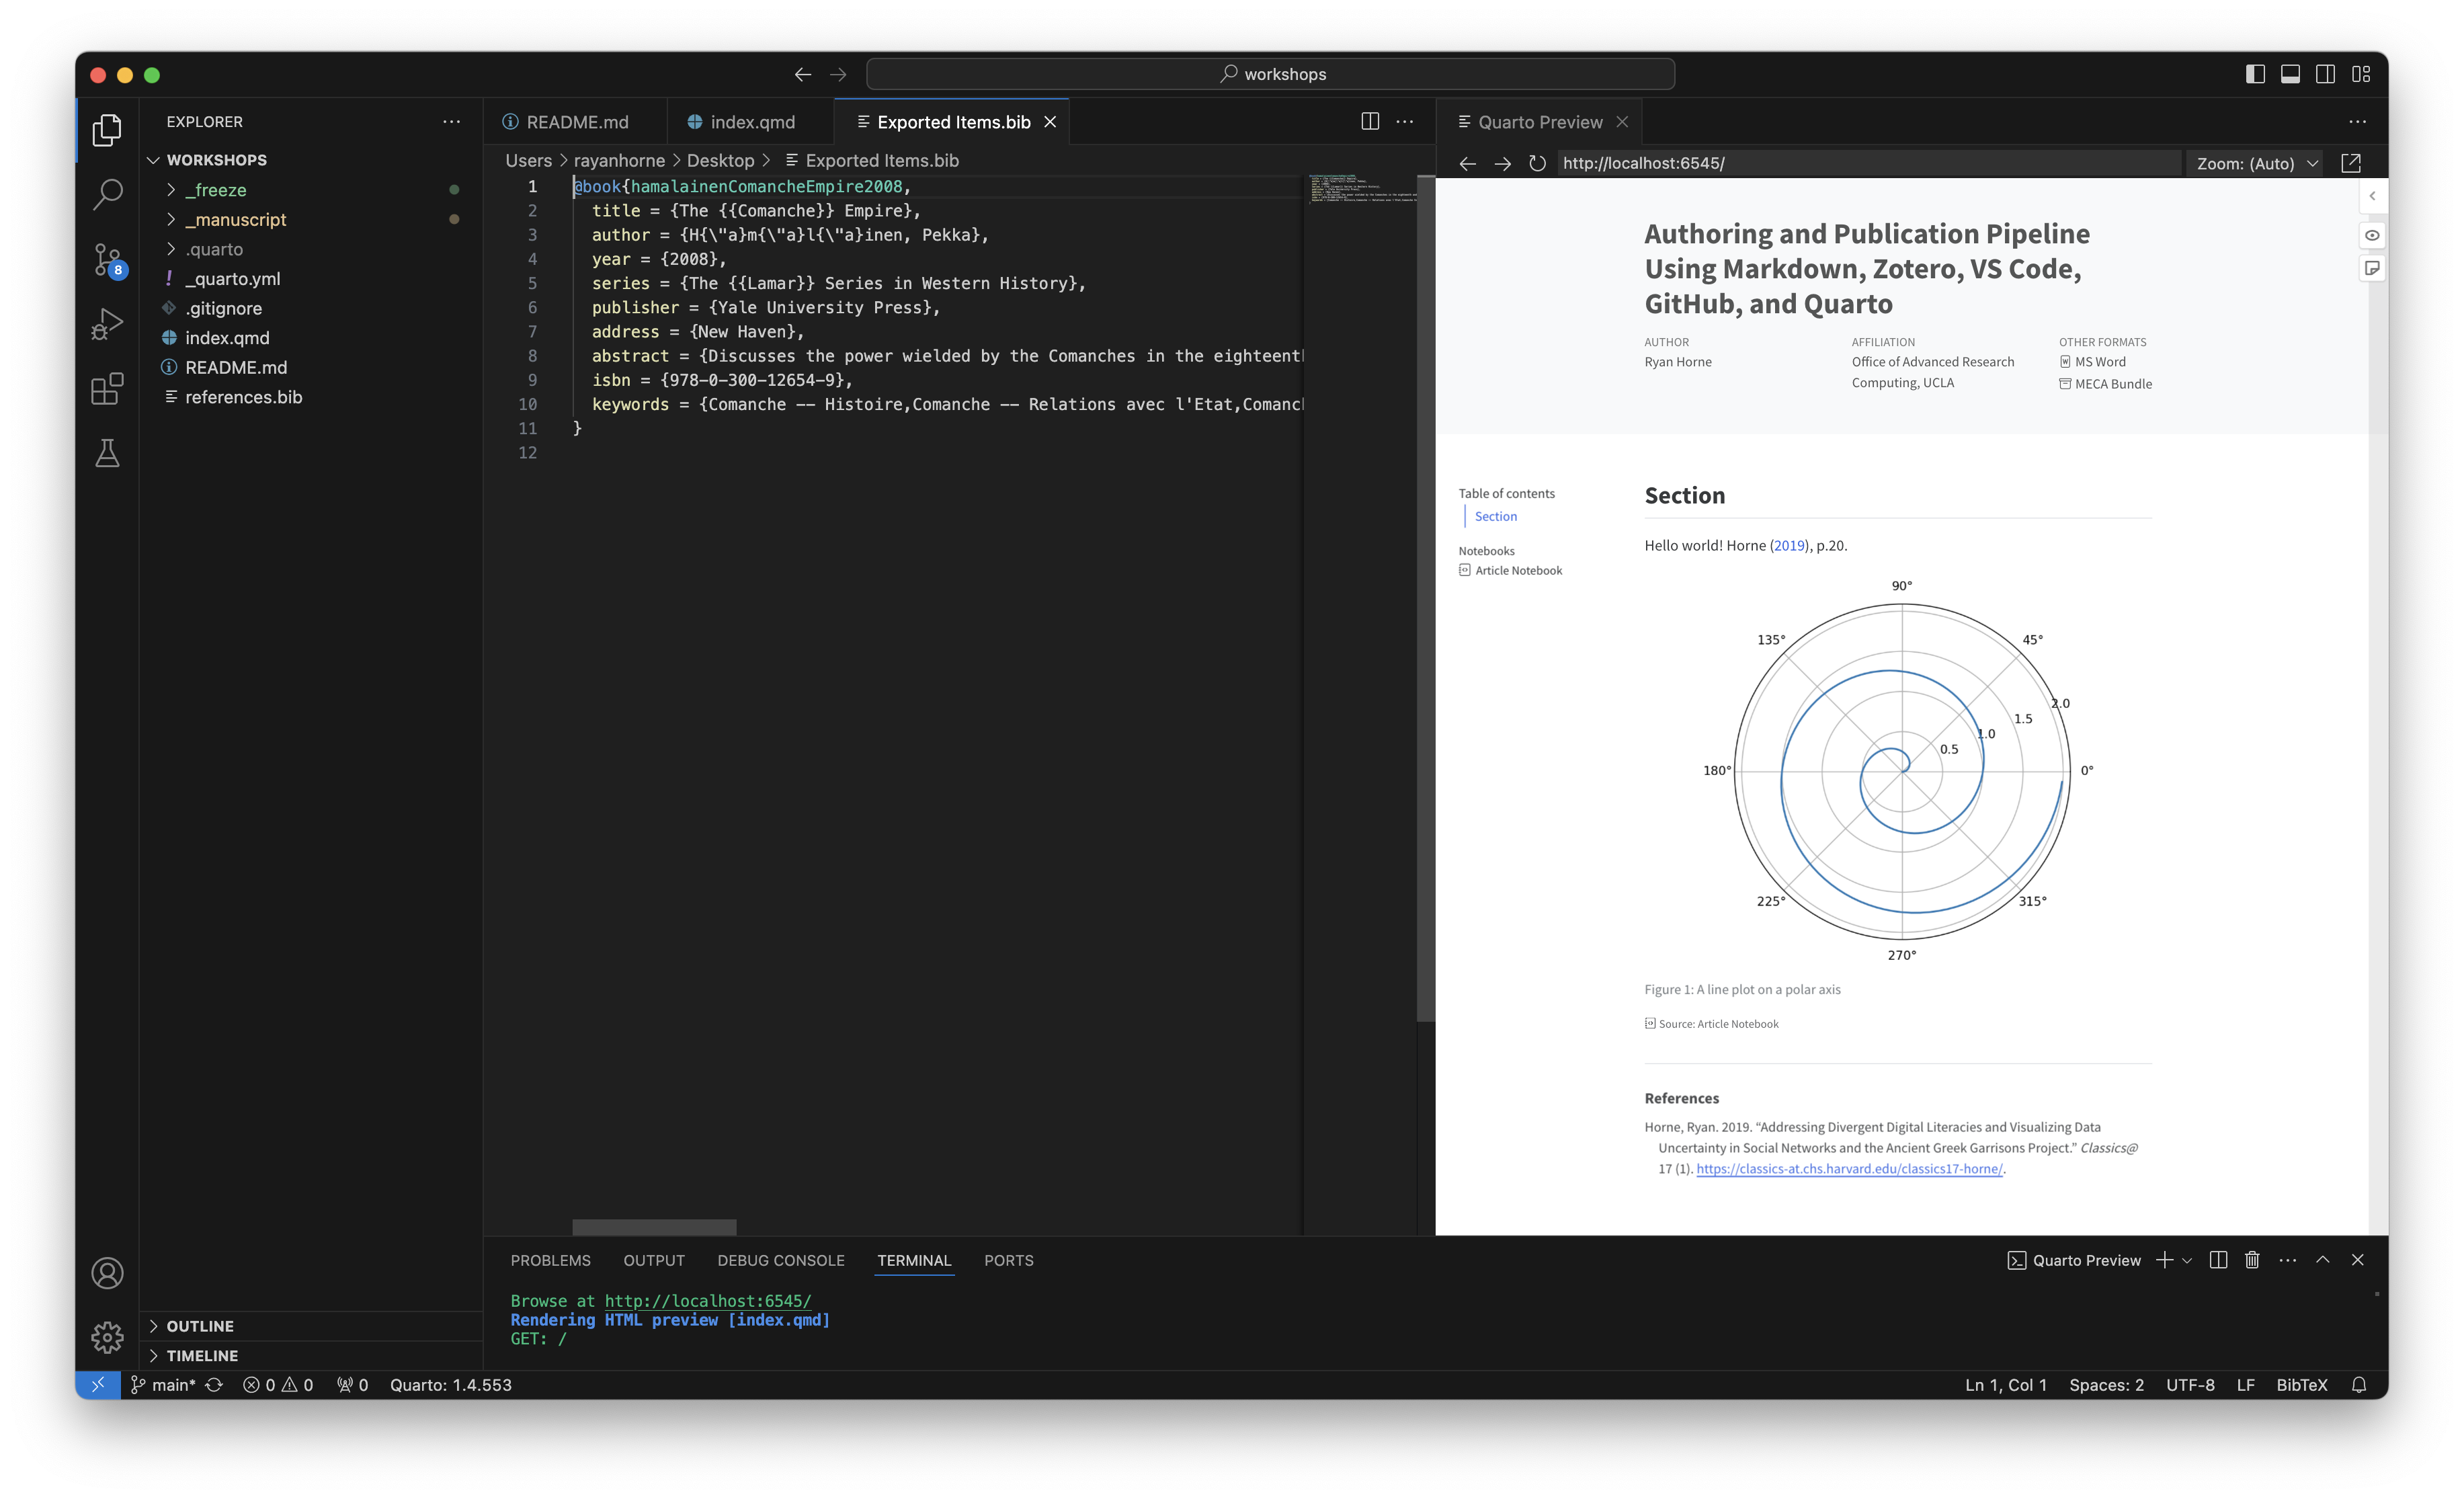 workshops
EXPLORER
WORKSHOPS
_freeze
_manuscript
.quarto
_quarto.yml
.gitignore
index.qmd
README.md
references.bib
8
OUTLINE
TIMELINE
README.md
index.qmd
Exported Items.bib
Users > rayanhorne > Desktop > Exported Items.bib
1 @book{hamalainenComancheEmpire2008,
2 title = {The {{Comanche}} Empire},
3 author = {H{\"a}m{\"a}l{\"a}inen, Pekka},
4 year = {2008},
5 series = {The {{Lamar}} Series in Western History},
6 publisher = {Yale University Press},
7 address = {New Haven},
8 abstract = {Discusses the power wielded by the Comanches in the eighteenth
9 isbn = {978-0-300-12654-9},
10 keywords = {Comanche -- Histoire,Comanche -- Relations avec l'Etat,Comanch
11 }
12
Quarto Preview
http://localhost:6545/
Zoom: (Auto)
Authoring and Publication Pipeline
Using Markdown, Zotero, VS Code,
GitHub, and Quarto
AUTHOR
Ryan Horne
AFFILIATION
Office of Advanced Research
Computing, UCLA
OTHER FORMATS
MS Word
MECA Bundle
Table of contents
Section
Notebooks
Article Notebook
Section
Hello world! Horne (2019), p.20.
90°
135°
45°
2.0
1.5
1.0
0.5
180°
0°
225°
315°
270°
Figure 1: A line plot on a polar axis
Source: Article Notebook
References
Horne, Ryan. 2019. “Addressing Divergent Digital Literacies and Visualizing Data
Uncertainty in Social Networks and the Ancient Greek Garrisons Project.” Classics@
17 (1). https://classics-at.chs.harvard.edu/classics17-horne/.
PROBLEMS OUTPUT DEBUG CONSOLE TERMINAL PORTS
Quarto Preview
Browse at http://localhost:6545/
Rendering HTML preview [index.qmd]
GET: /
main* 0 0 0 Quarto: 1.4.553
Ln 1, Col 1 Spaces: 2 UTF-8 LF BibTeX